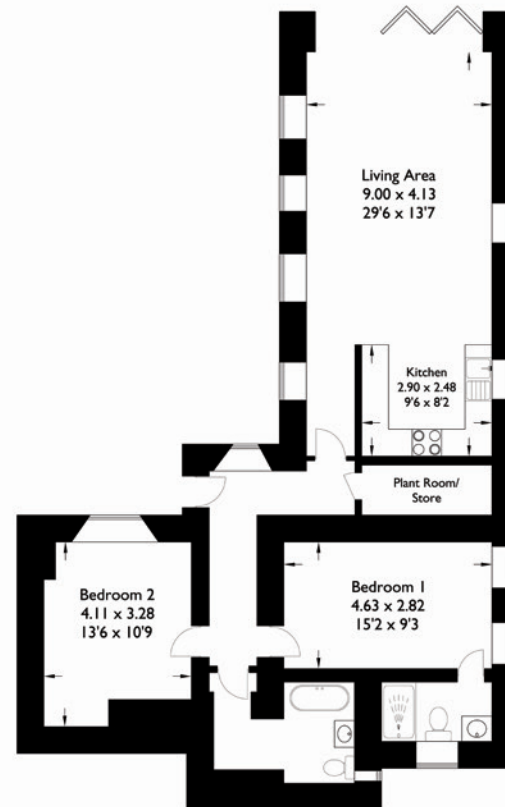 Living Area
9.00 x 4.13
29'6 x 13'7
Kitchen
2.90 x 2.48
9'6 x 8'2
Plant Room/
Store
Bedroom 2
4.11 x 3.28
13'6 x 10'9
Bedroom 1
4.63 x 2.82
15'2 x 9'3